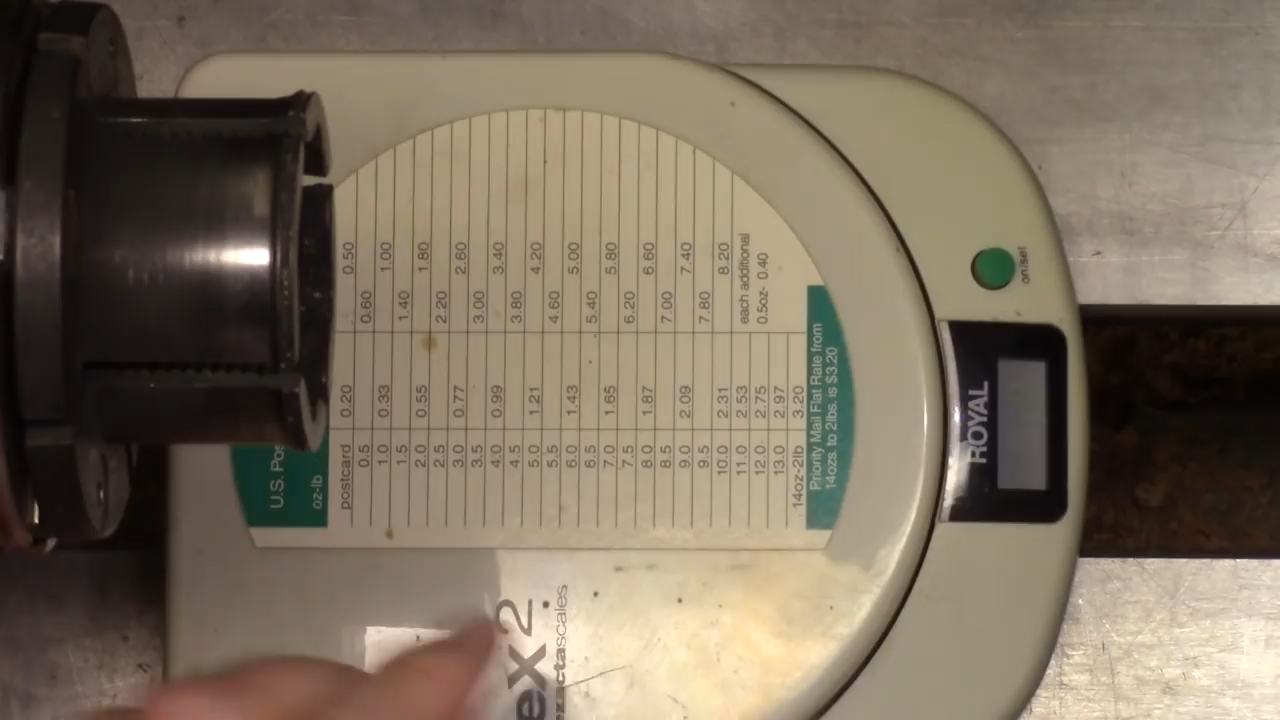 U.S. Pos
oz-lb
postcard 0.20 0.50
0.5 0.60
1.0 0.33 1.00
1.5 1.40
2.0 0.55 1.80
2.5 2.20
3.0 0.77 2.60
3.5 3.00
4.0 0.99 3.40
4.5 3.80
5.0 1.21 4.20
5.5 4.60
6.0 1.43 5.00
6.5 5.40
7.0 1.65 5.80
7.5 6.20
8.0 1.87 6.60
8.5 7.00
9.0 2.09 7.40
9.5 7.80
10.0 2.31 8.20
11.0 2.53 each additional
12.0 2.75 0.5oz- 0.40
13.0 2.97
14oz-2lb 3.20
Priority Mail Flat Rate from
14ozs. to 2lbs. is $3.20
eX 2
actascales
ROYAL
on/set